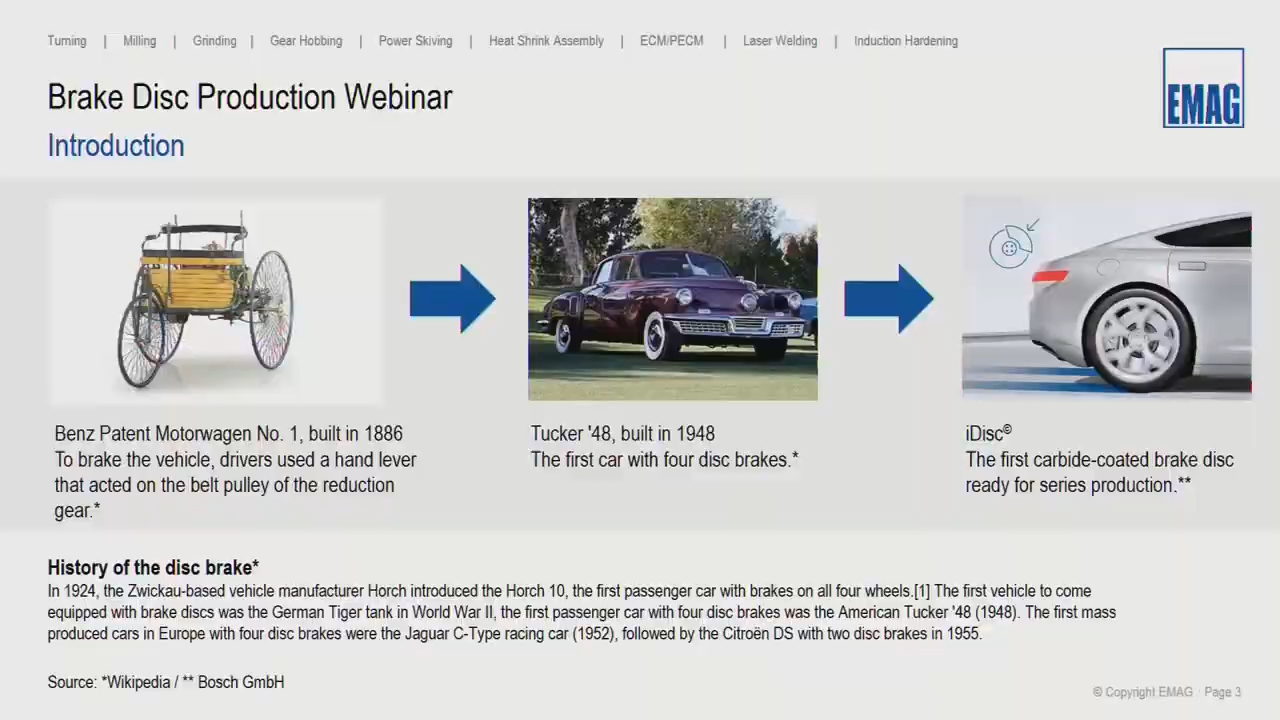 Turning | Milling | Grinding | Gear Hobbing | Power Skiving | Heat Shrink Assembly | ECM/PECM | Laser Welding | Induction Hardening
EMAG
Brake Disc Production Webinar
Introduction
Benz Patent Motorwagen No. 1, built in 1886
To brake the vehicle, drivers used a hand lever
that acted on the belt pulley of the reduction
gear.*
Tucker '48, built in 1948
The first car with four disc brakes.*
iDisc©
The first carbide-coated brake disc
ready for series production.**
History of the disc brake*
In 1924, the Zwickau-based vehicle manufacturer Horch introduced the Horch 10, the first passenger car with brakes on all four wheels.[1] The first vehicle to come
equipped with brake discs was the German Tiger tank in World War II, the first passenger car with four disc brakes was the American Tucker '48 (1948). The first mass
produced cars in Europe with four disc brakes were the Jaguar C-Type racing car (1952), followed by the Citroën DS with two disc brakes in 1955.
Source: *Wikipedia / ** Bosch GmbH
© Copyright EMAG · Page 3